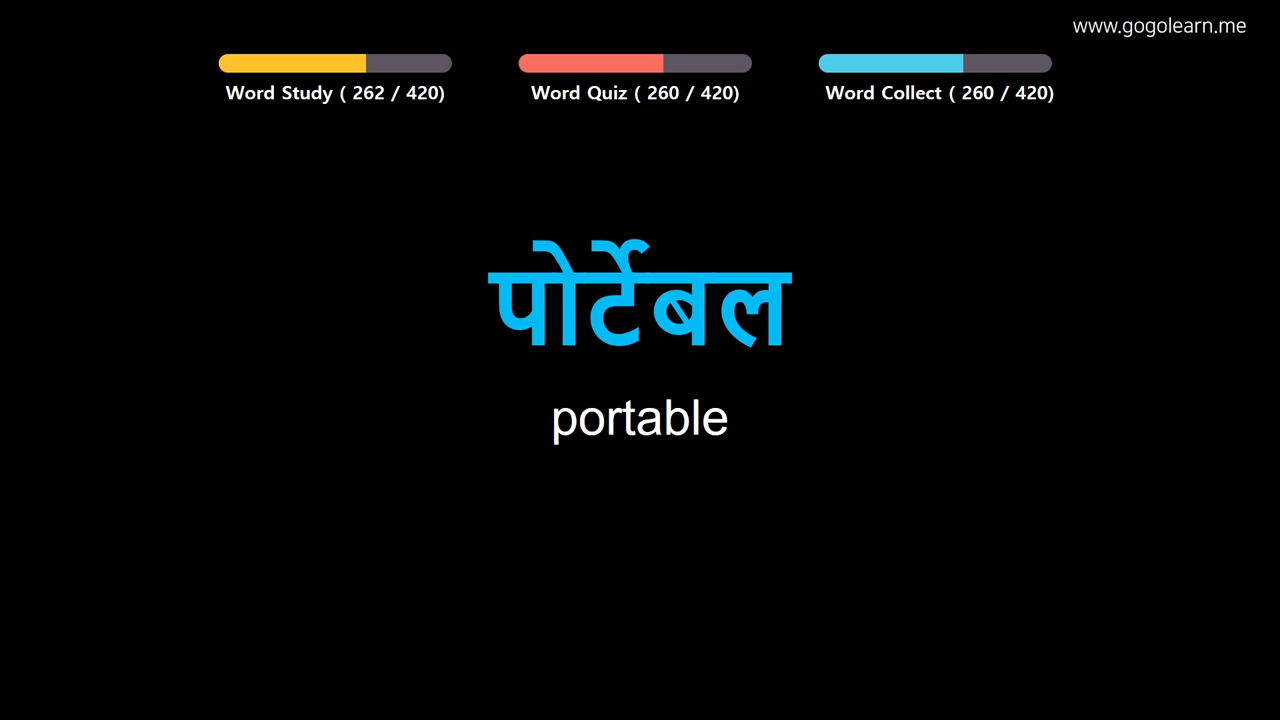 www.gogolearn.me
Word Study ( 262 / 420)
Word Quiz ( 260 / 420)
Word Collect ( 260 / 420)
पोर्टेबल
portable